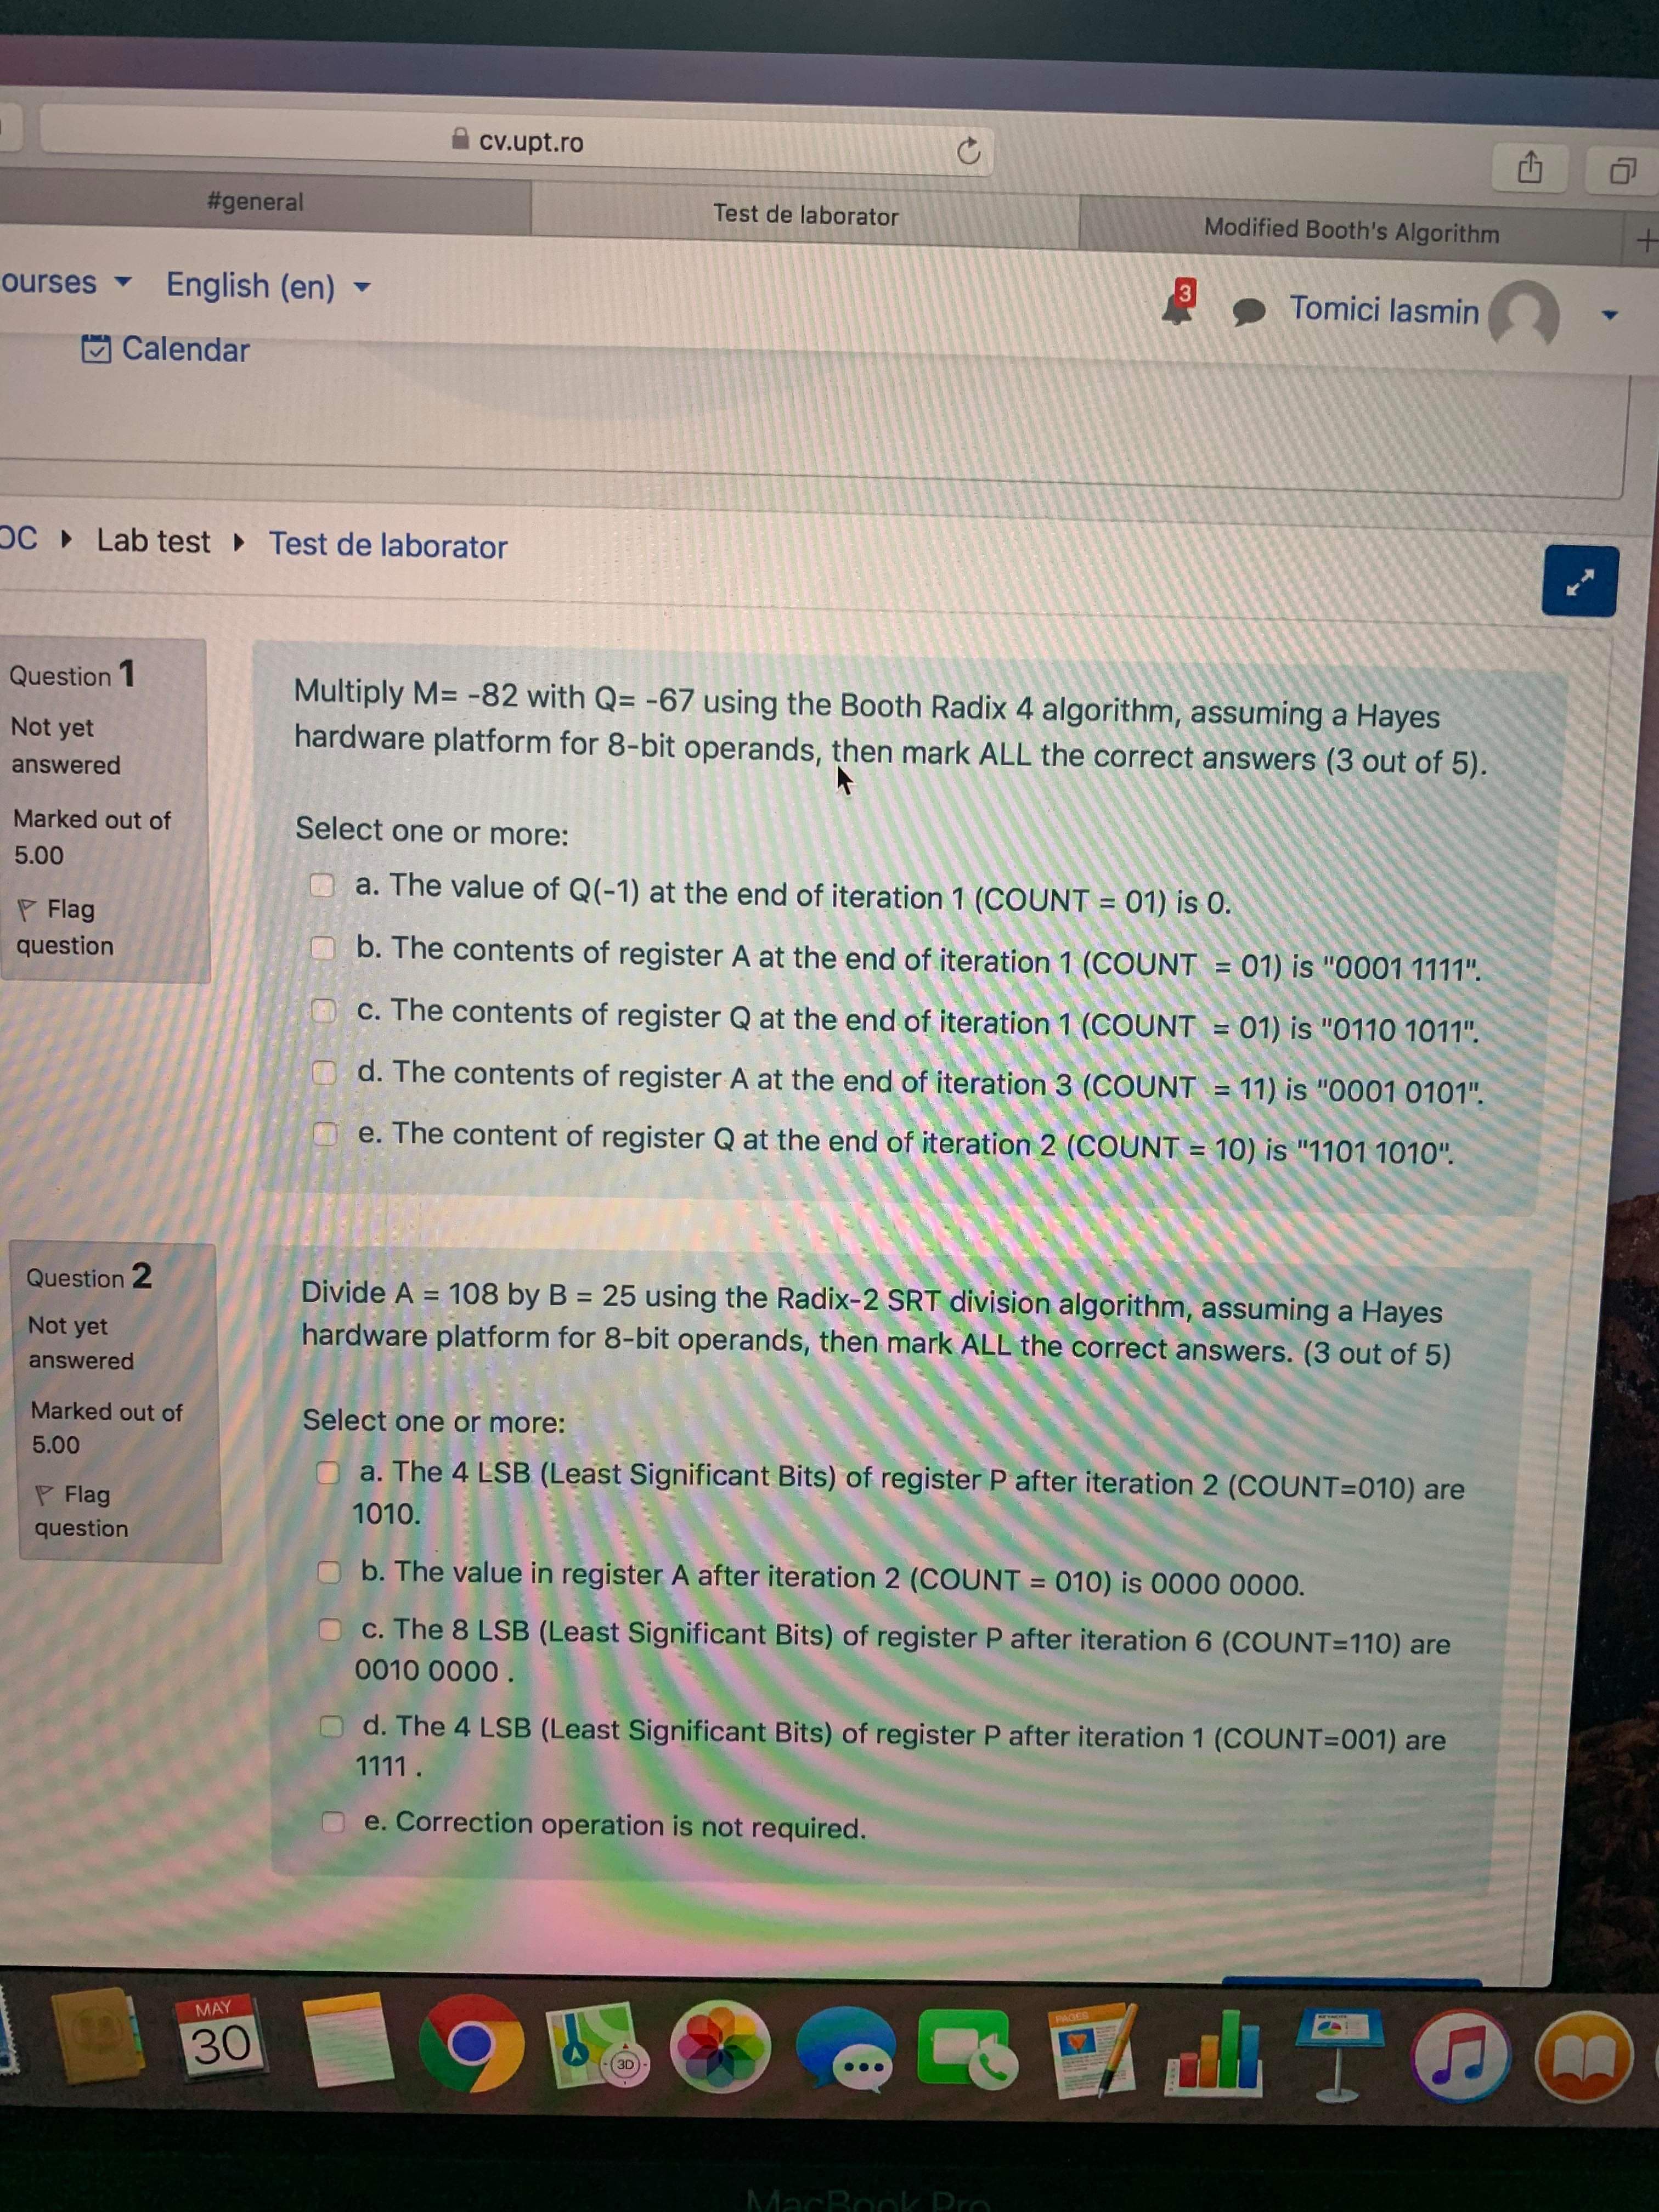 cv.upt.ro
#general
Test de laborator
Modified Booth's Algorithm
ourses
English (en)
3
Tomici Iasmin
Calendar
OC
Lab test
Test de laborator
Question 1
Not yet
answered
Marked out of
5.00
Flag
question
Multiply M= -82 with Q= -67 using the Booth Radix 4 algorithm, assuming a Hayes
hardware platform for 8-bit operands, then mark ALL the correct answers (3 out of 5).
Select one or more:
a. The value of Q(-1) at the end of iteration 1 (COUNT = 01) is 0.
b. The contents of register A at the end of iteration 1 (COUNT = 01) is "0001 1111".
c. The contents of register Q at the end of iteration 1 (COUNT = 01) is "0110 1011".
d. The contents of register A at the end of iteration 3 (COUNT = 11) is "0001 0101".
e. The content of register Q at the end of iteration 2 (COUNT = 10) is "1101 1010".
Question 2
Not yet
answered
Marked out of
5.00
Flag
question
Divide A = 108 by B = 25 using the Radix-2 SRT division algorithm, assuming a Hayes
hardware platform for 8-bit operands, then mark ALL the correct answers. (3 out of 5)
Select one or more:
a. The 4 LSB (Least Significant Bits) of register P after iteration 2 (COUNT=010) are
1010.
b. The value in register A after iteration 2 (COUNT = 010) is 0000 0000.
c. The 8 LSB (Least Significant Bits) of register P after iteration 6 (COUNT=110) are
0010 0000 .
d. The 4 LSB (Least Significant Bits) of register P after iteration 1 (COUNT=001) are
1111 .
e. Correction operation is not required.
MAY
30
3D
PAGES
MacBook Pro